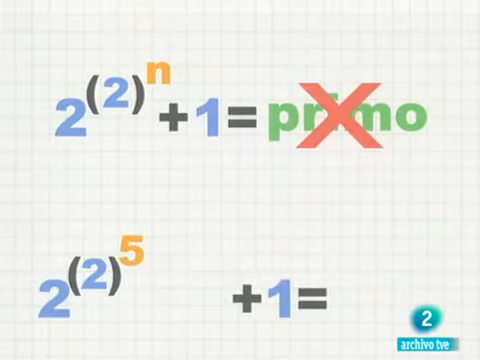 2^(2)^n + 1 = primo
2^(2)^5 + 1 =
2
archivo tve